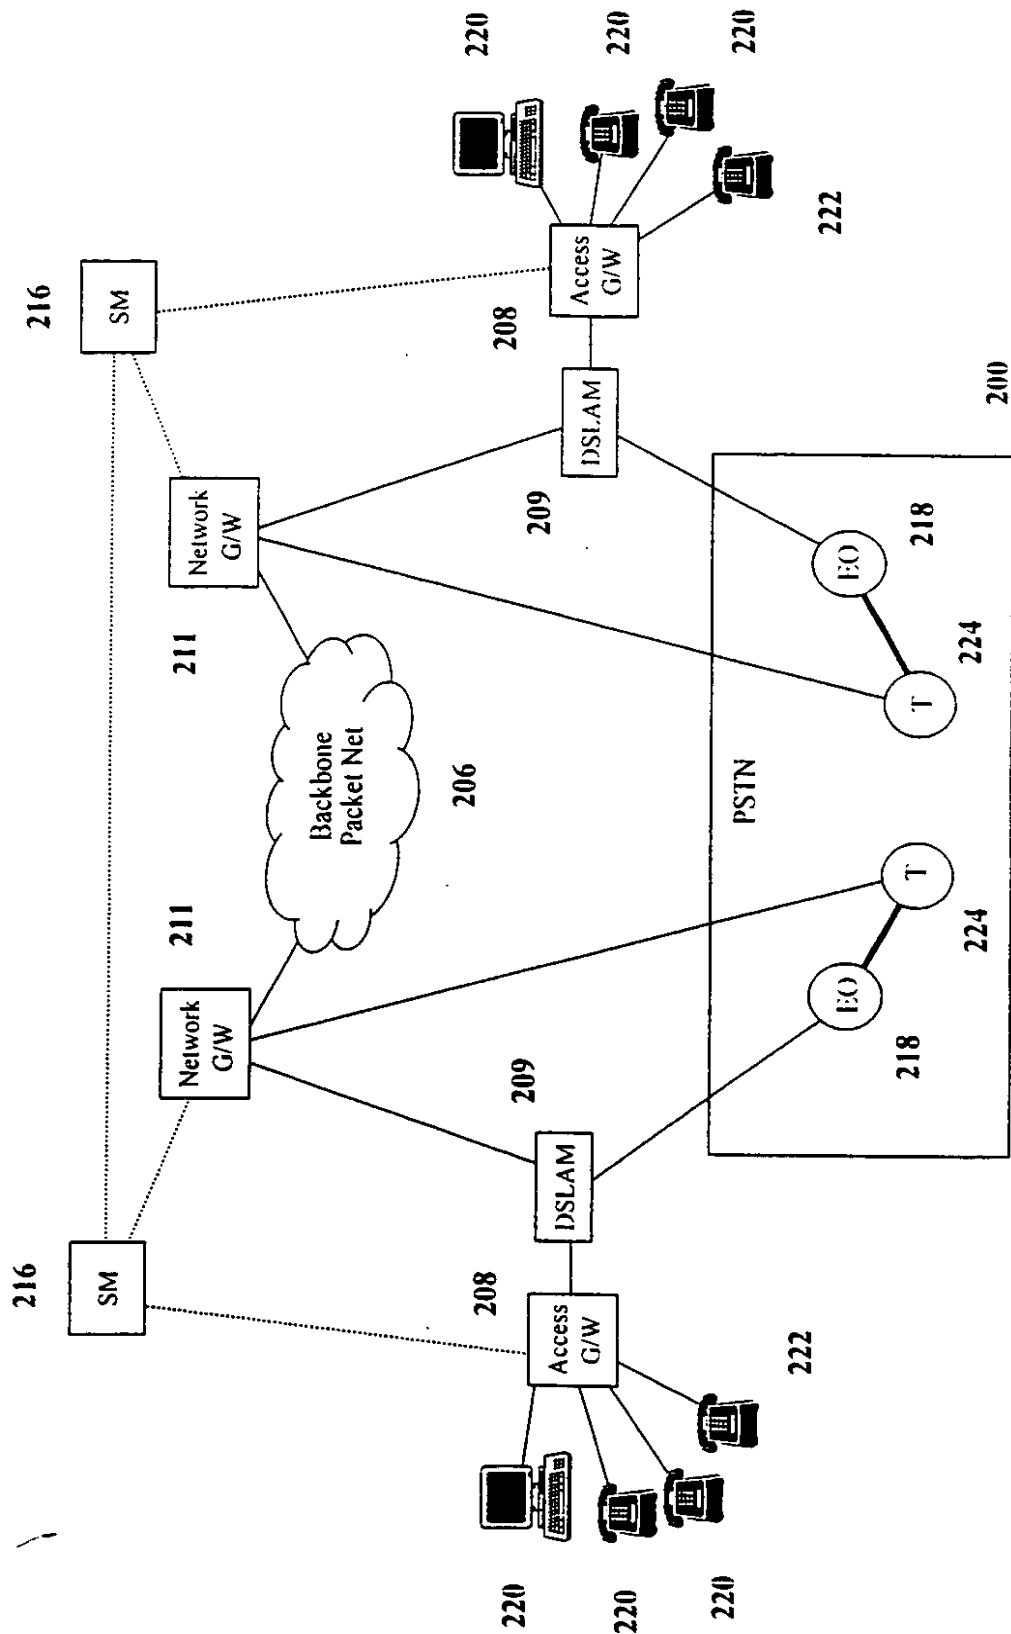 216
216
SM
SM
211
211
Network
G/W
Network
G/W
Backbone
Packet Net
206
208
209
209
208
220
220
Access
G/W
DSLAM
DSLAM
Access
G/W
220
220
220
220
PSTN
222
222
EO
EO
218
218
T
T
224
224
200